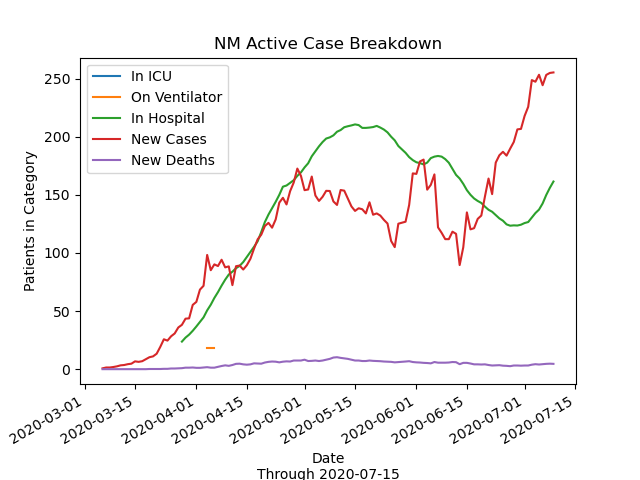 NM Active Case Breakdown
In ICU
On Ventilator
In Hospital
New Cases
New Deaths
Patients in Category
250
200
150
100
50
0
2020-03-01
2020-03-15
2020-04-01
2020-04-15
2020-05-01
2020-05-15
2020-06-01
2020-06-15
2020-07-01
2020-07-15
Date
Through 2020-07-15